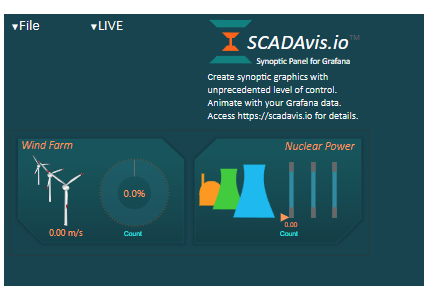 ▾File
▾LIVE
SCADAvis.io™
Synoptic Panel for Grafana
Create synoptic graphics with
unprecedented level of control.
Animate with your Grafana data.
Access https://scadavis.io for details.
Wind Farm
0.0%
0.00 m/s
Count
Nuclear Power
0.00
Count